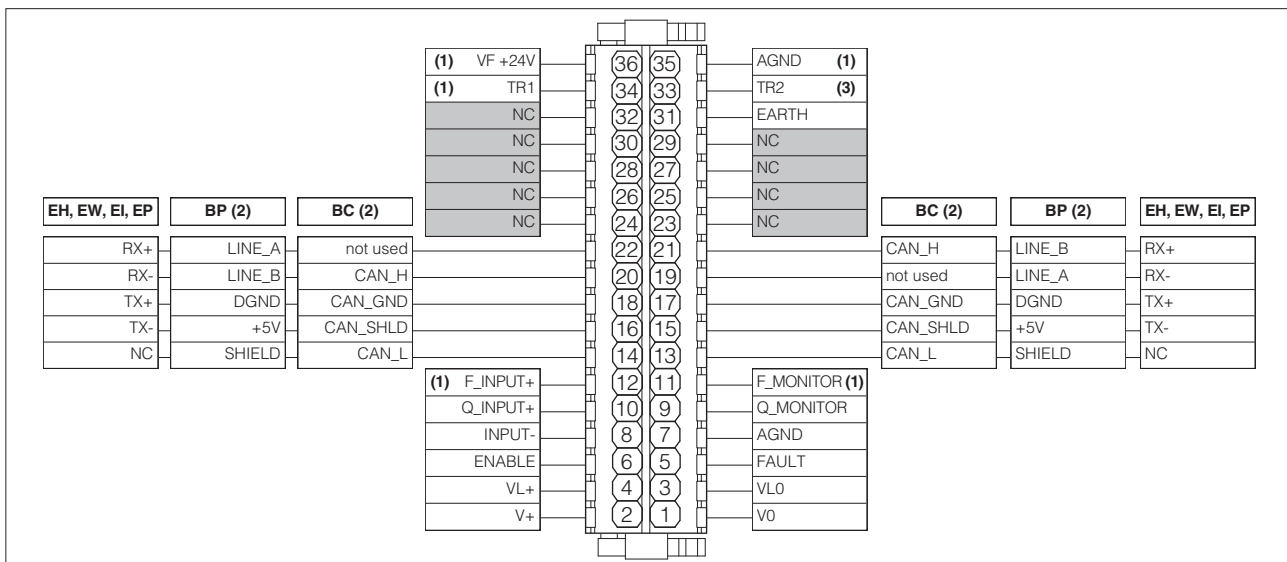 (1) VF +24V 36 35 AGND (1)
(1) TR1 34 33 TR2 (3)
NC 32 31 EARTH
NC 30 29 NC
NC 28 27 NC
NC 26 25 NC
NC 24 23 NC
EH, EW, EI, EP BP (2) BC (2) BC (2) BP (2) EH, EW, EI, EP
RX+ LINE_A not used 22 21 CAN_H LINE_B RX+
RX- LINE_B CAN_H 20 19 not used LINE_A RX-
TX+ DGND CAN_GND 18 17 CAN_GND DGND TX+
TX- +5V CAN_SHLD 16 15 CAN_SHLD +5V TX-
NC SHIELD CAN_L 14 13 CAN_L SHIELD NC
(1) F_INPUT+ 12 11 F_MONITOR (1)
Q_INPUT+ 10 9 Q_MONITOR
INPUT- 8 7 AGND
ENABLE 6 5 FAULT
VL+ 4 3 VL0
V+ 2 1 V0